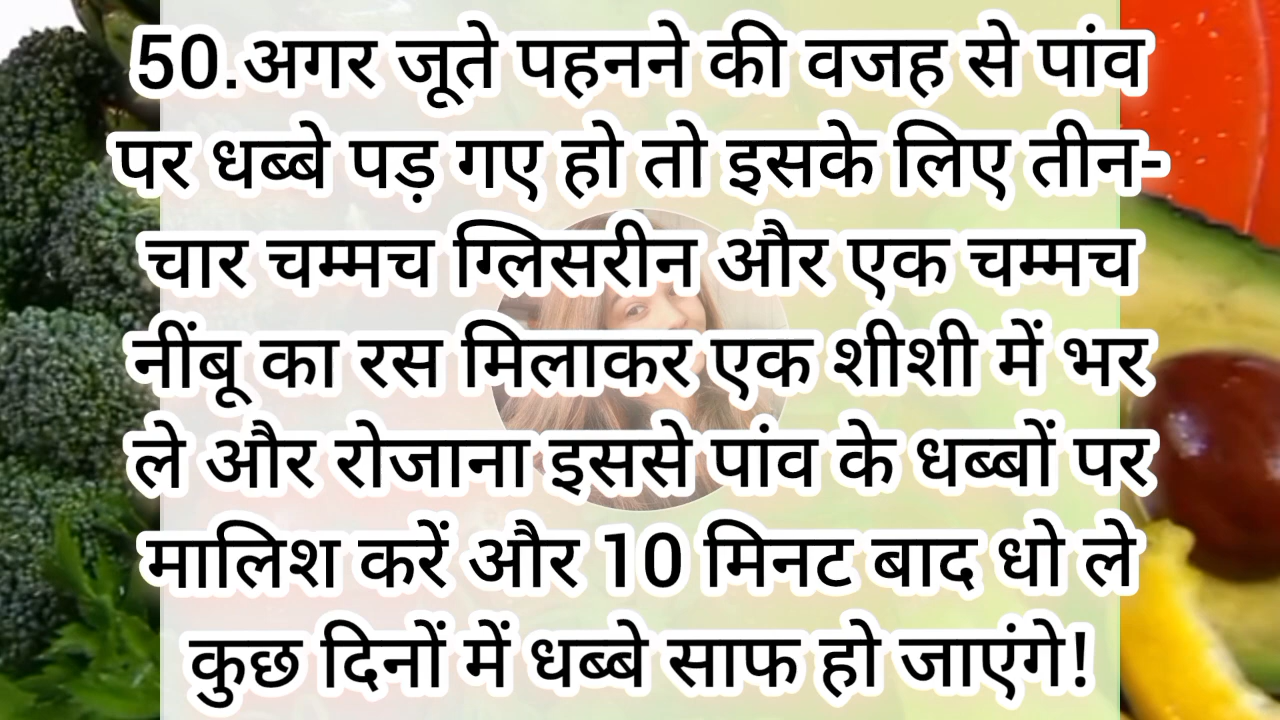 50.अगर जूते पहनने की वजह से पांव
पर धब्बे पड़ गए हो तो इसके लिए तीन-
चार चम्मच ग्लिसरीन और एक चम्मच
नींबू का रस मिलाकर एक शीशी में भर
ले और रोजाना इससे पांव के धब्बों पर
मालिश करें और 10 मिनट बाद धो ले
कुछ दिनों में धब्बे साफ हो जाएंगे!